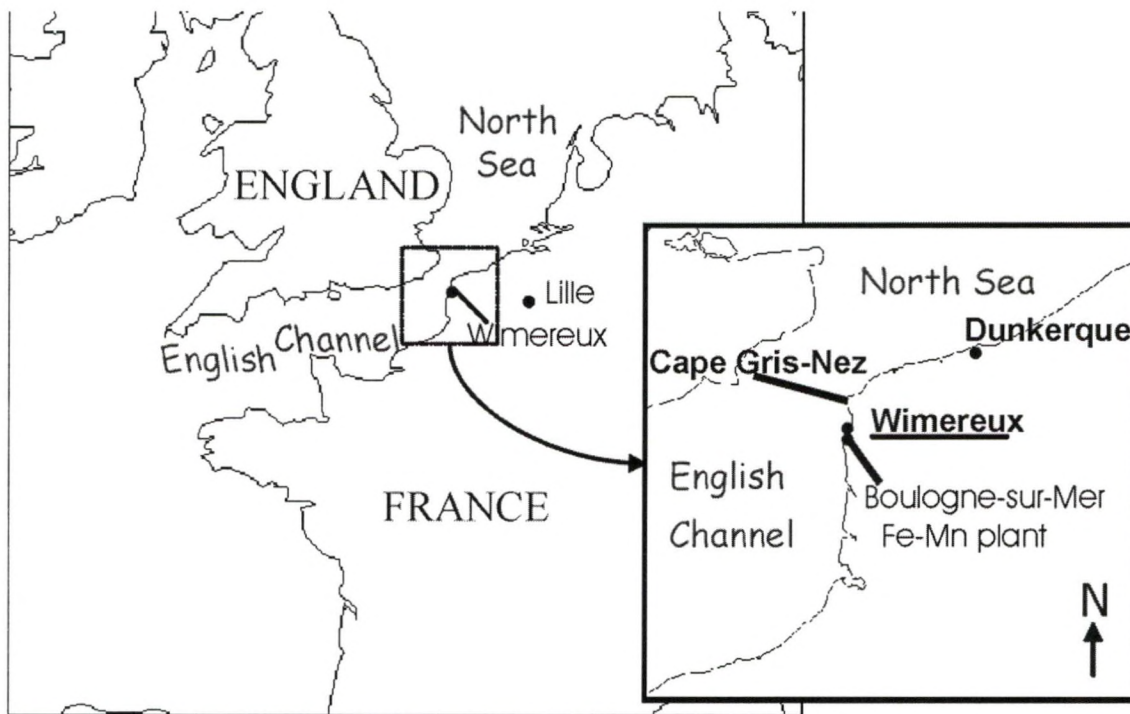 North
Sea
ENGLAND
Lille
Wimereux
English Channel
FRANCE
North Sea
Dunkerque
Cape Gris-Nez
Wimereux
English
Channel
Boulogne-sur-Mer
Fe-Mn plant
N